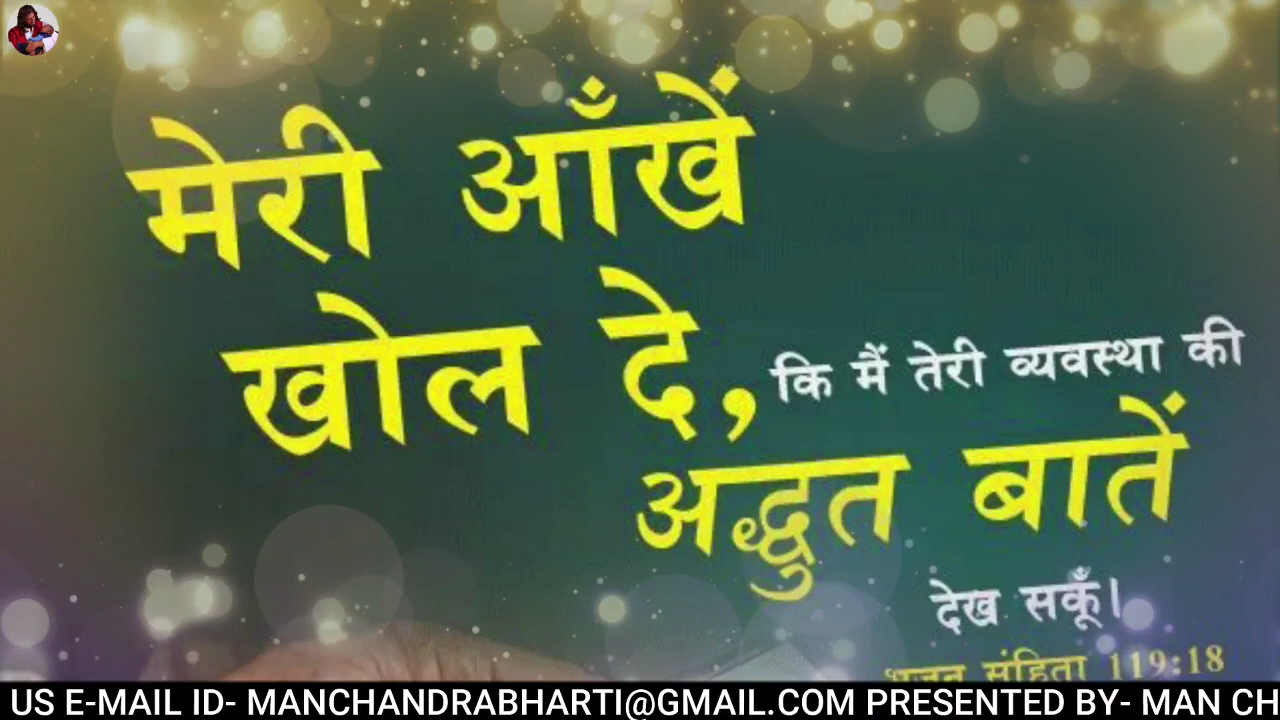 मेरी आँखें
खोल दे, कि मैं तेरी व्यवस्था की
अद्भुत बातें
देख सकूँ।
भजन संहिता 119:18
US E-MAIL ID- MANCHANDRABHARTI@GMAIL.COM PRESENTED BY- MAN CH